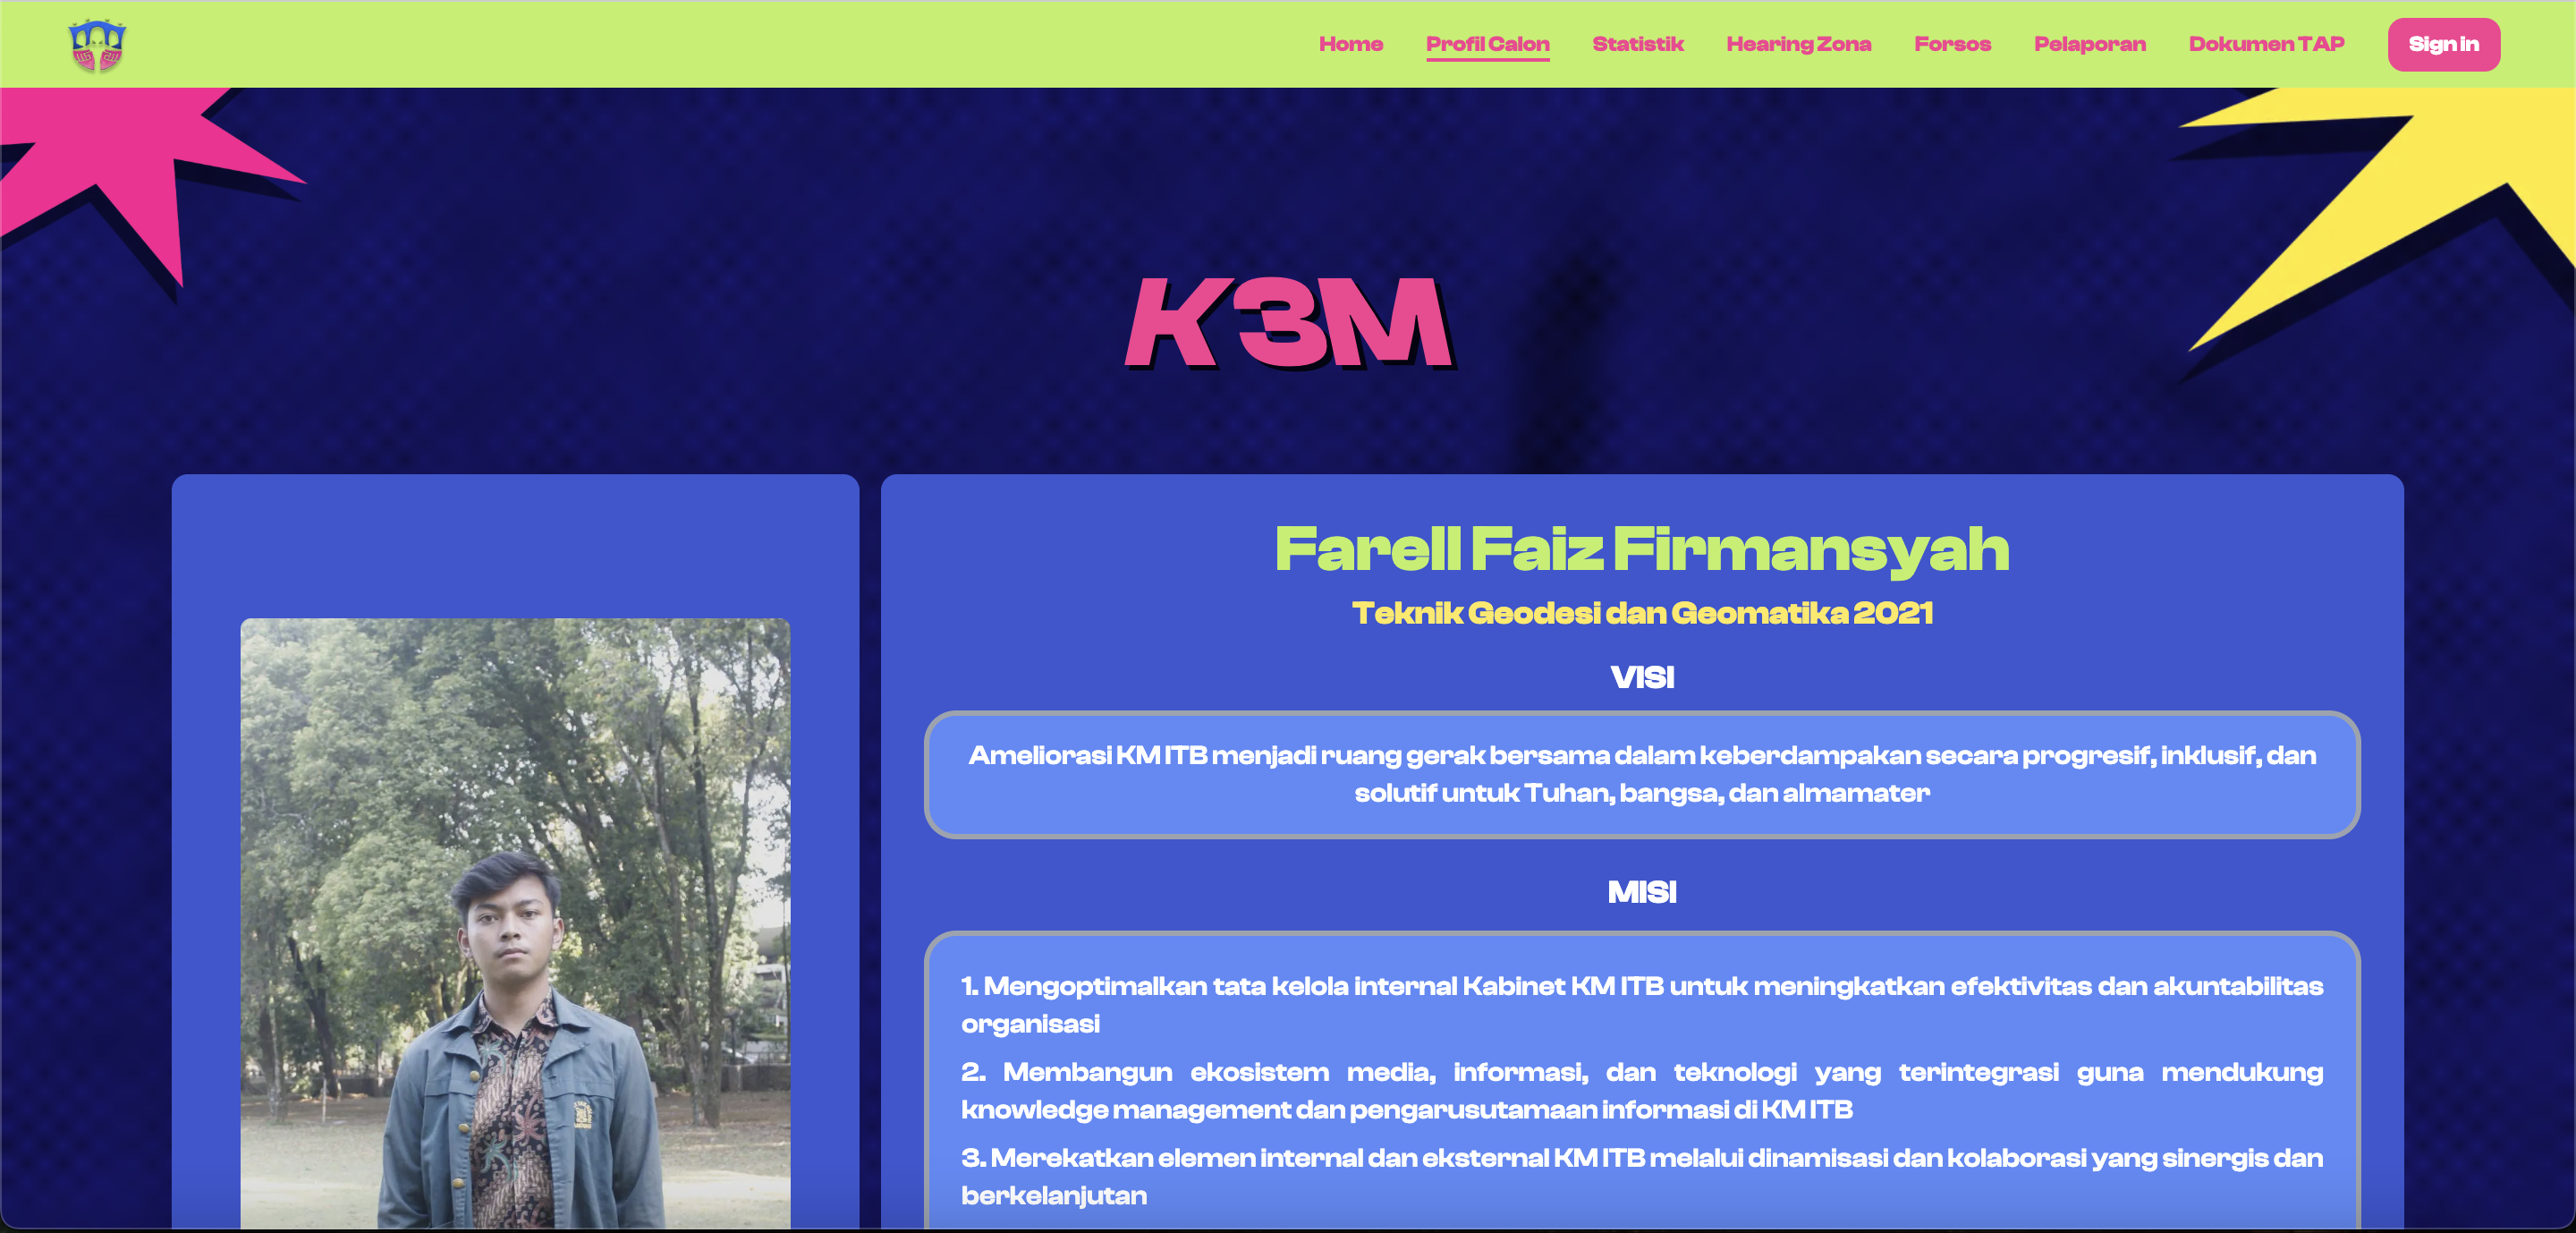 Home Profil Calon Statistik Hearing Zona Forsos Pelaporan Dokumen TAP Sign in
K3M
Farell Faiz Firmansyah
Teknik Geodesi dan Geomatika 2021
VISI
Ameliorasi KM ITB menjadi ruang gerak bersama dalam keberdampakan secara progresif, inklusif, dan
solutif untuk Tuhan, bangsa, dan almamater
MISI
1. Mengoptimalkan tata kelola internal Kabinet KM ITB untuk meningkatkan efektivitas dan akuntabilitas
organisasi
2. Membangun ekosistem media, informasi, dan teknologi yang terintegrasi guna mendukung
knowledge management dan pengarusutamaan informasi di KM ITB
3. Merekatkan elemen internal dan eksternal KM ITB melalui dinamisasi dan kolaborasi yang sinergis dan
berkelanjutan